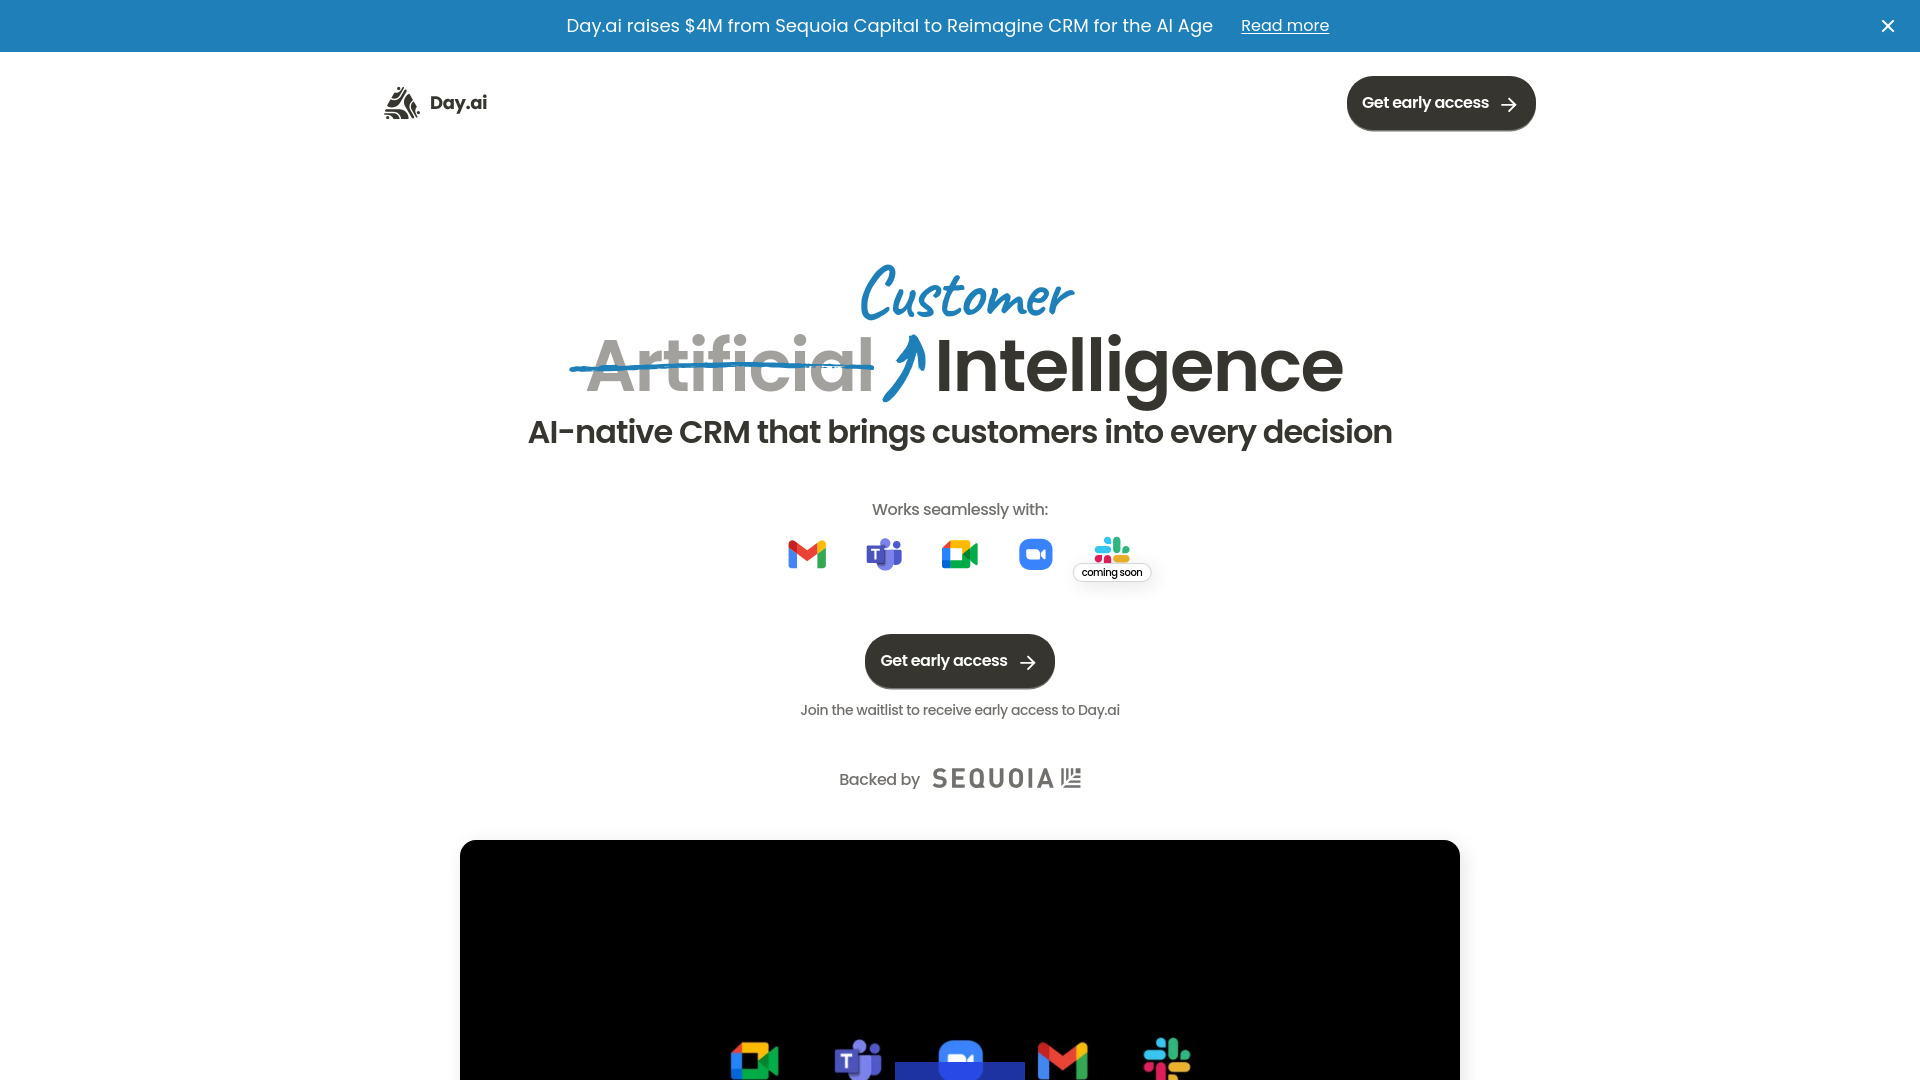 Day.ai raises $4M from Sequoia Capital to Reimagine CRM for the AI Age Read more
Day.ai
Get early access
Customer
Artificial Intelligence
AI-native CRM that brings customers into every decision
Works seamlessly with:
coming soon
Get early access
Join the waitlist to receive early access to Day.ai
Backed by SEQUOIA